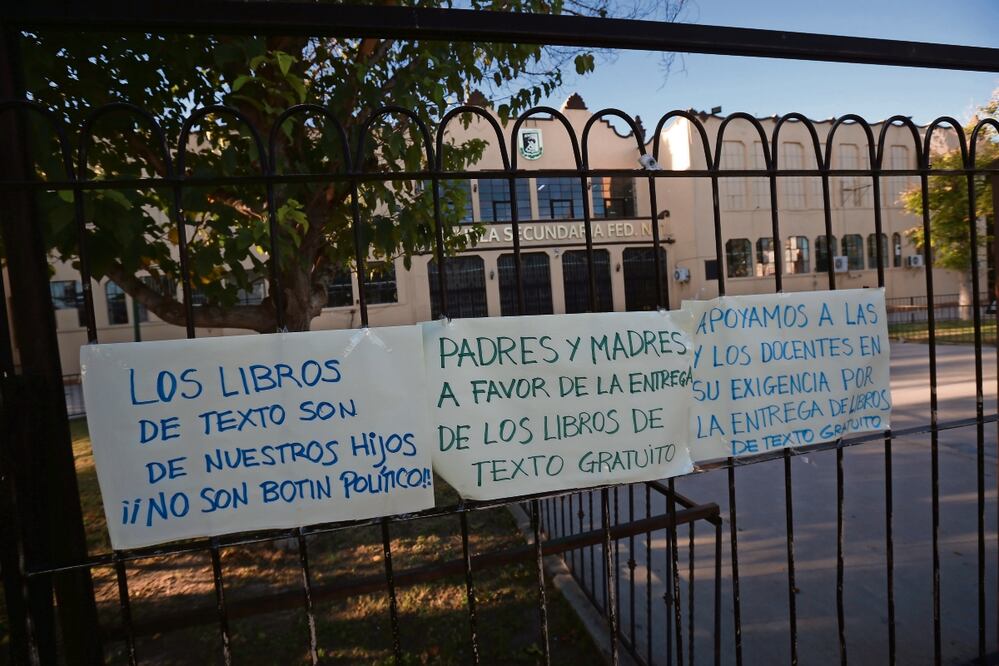 SECUNDARIA FED. N
LOS LIBROS
DE TEXTO SON
DE NUESTROS HIJOS
¡¡NO SON BOTIN POLÍTICO!!
PADRES Y MADRES
A FAVOR DE LA ENTREGA
DE LOS LIBROS DE
TEXTO GRATUITO
APOYAMOS A LAS
Y LOS DOCENTES EN
SU EXIGENCIA POR
LA ENTREGA DE LIBROS
DE TEXTO GRATUITO